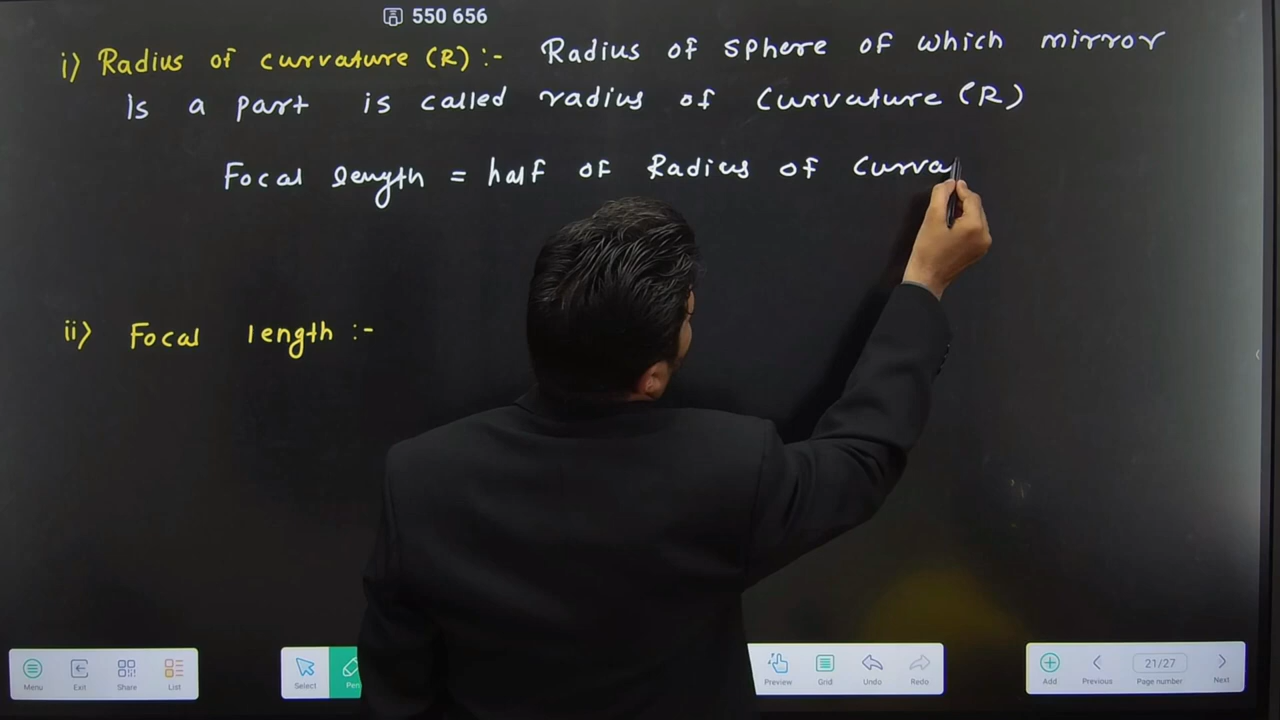 550 656
i) Radius of curvature (R) :- Radius of sphere of which mirror
is a part is called radius of curvature (R)
Focal length = half of Radius of curva
ii) Focal length :-
Menu Exit Share List Select Pen Preview Grid Undo Redo Add Previous 21/27 Page number Next